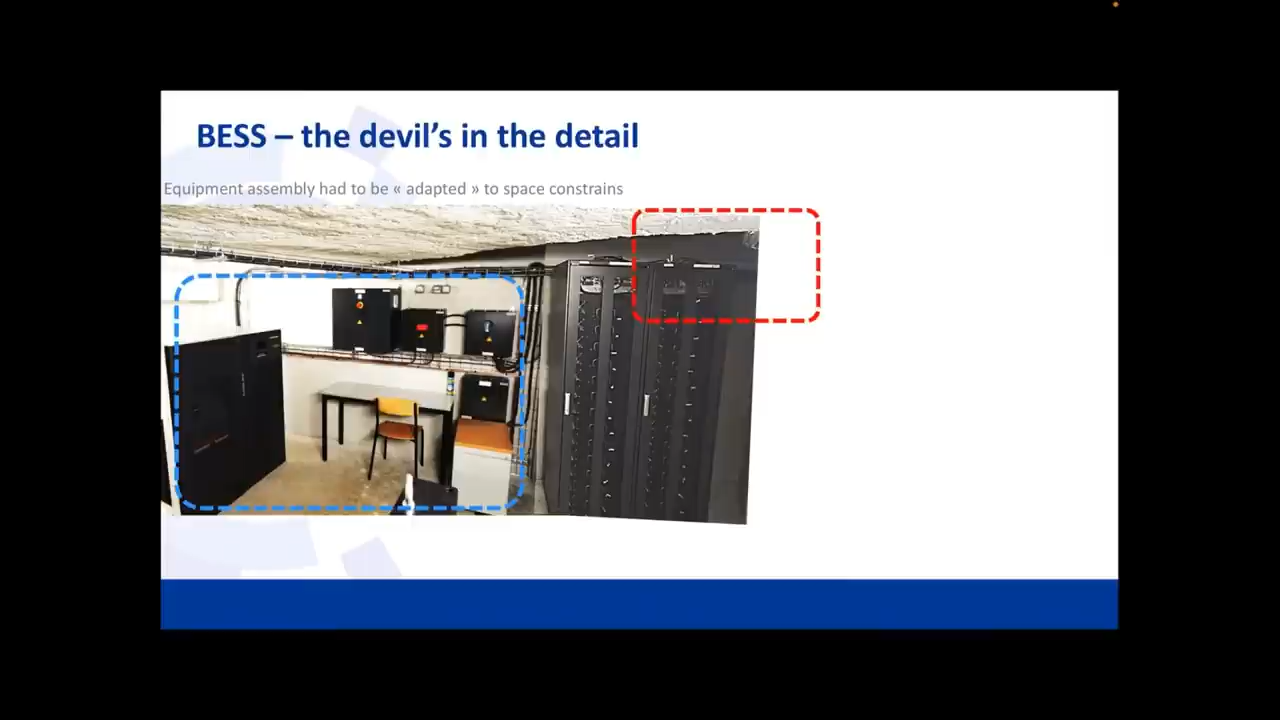 BESS – the devil’s in the detail
Equipment assembly had to be « adapted » to space constrains